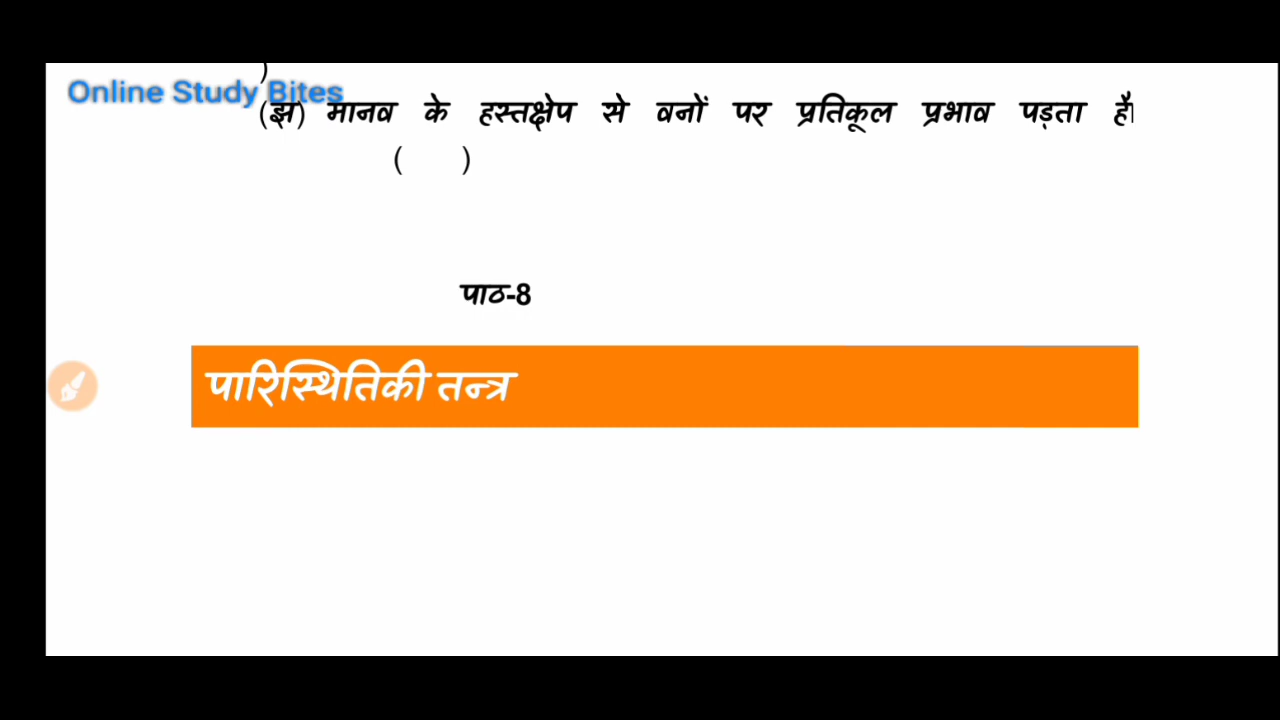 )
Online Study Bites
(झ) मानव के हस्तक्षेप से वनों पर प्रतिकूल प्रभाव पड़ता है।
( )
पाठ-8
पारिस्थितिकी तन्त्र